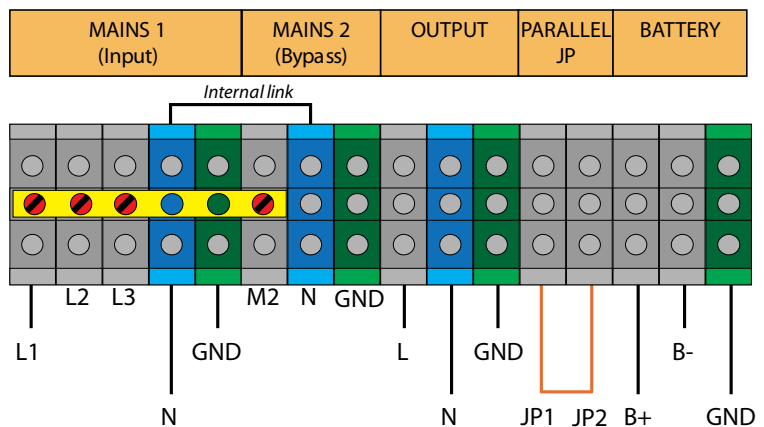 MAINS 1
(Input)
MAINS 2
(Bypass)
OUTPUT
PARALLEL
JP
BATTERY
Internal link
L2
L3
M2
N
GND
L1
GND
L
GND
B-
N
N
JP1
JP2
B+
GND